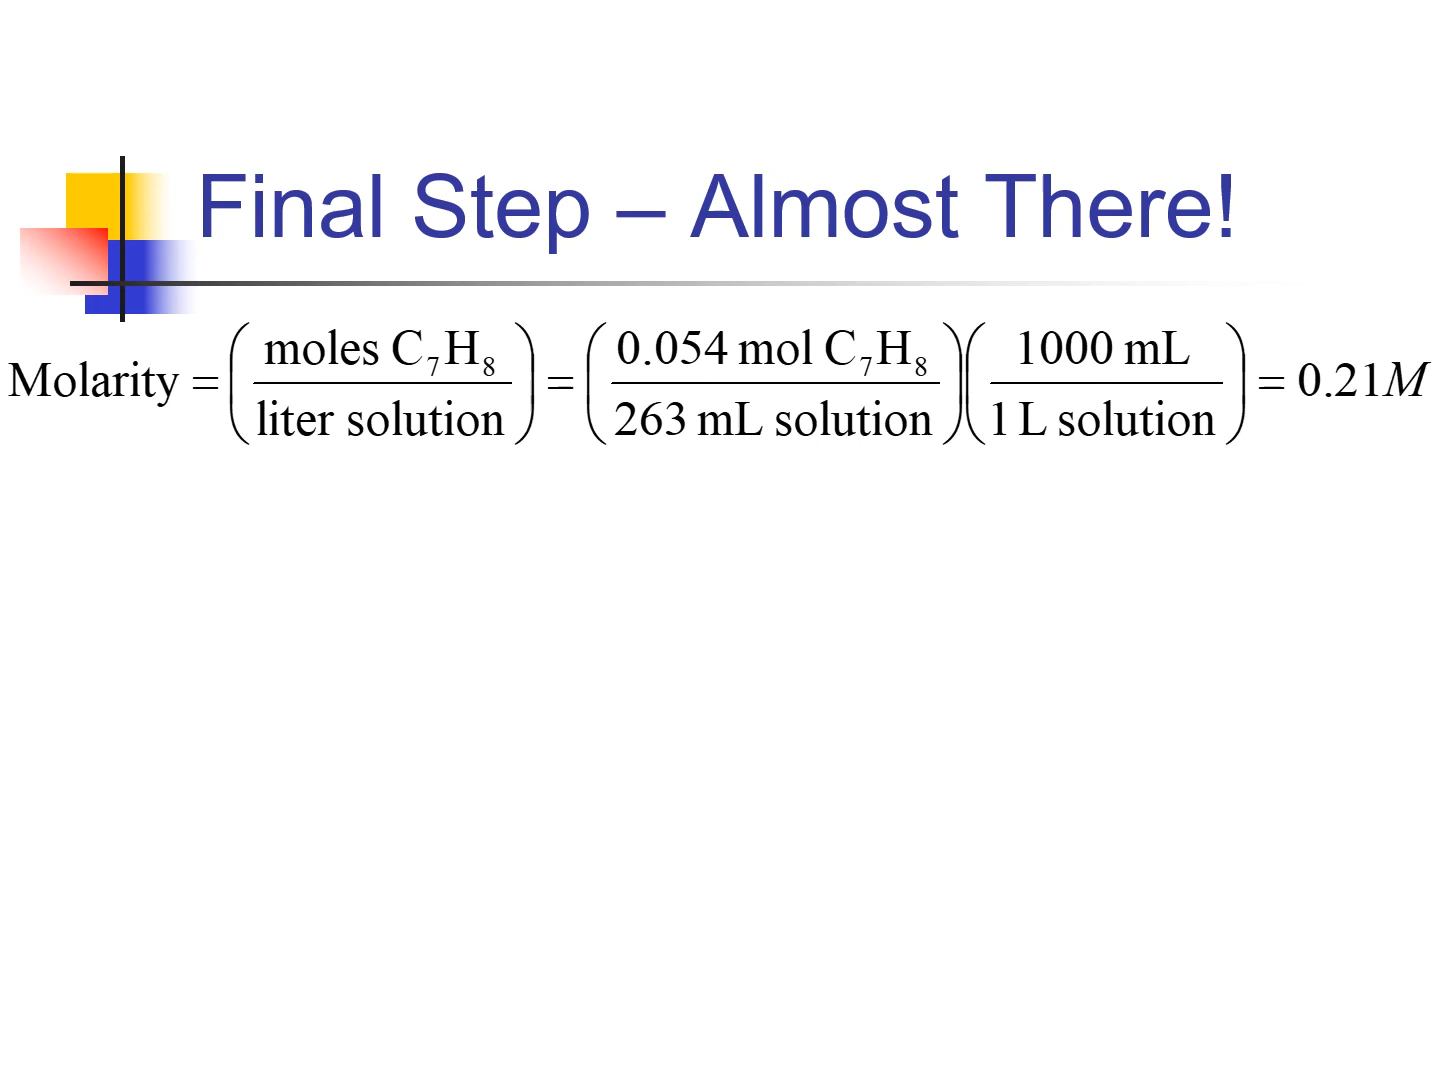 Final Step – Almost There!
Molarity = (moles C₇H₈ / liter solution) = (0.054 mol C₇H₈ / 263 mL solution)(1000 mL / 1 L solution) = 0.21M